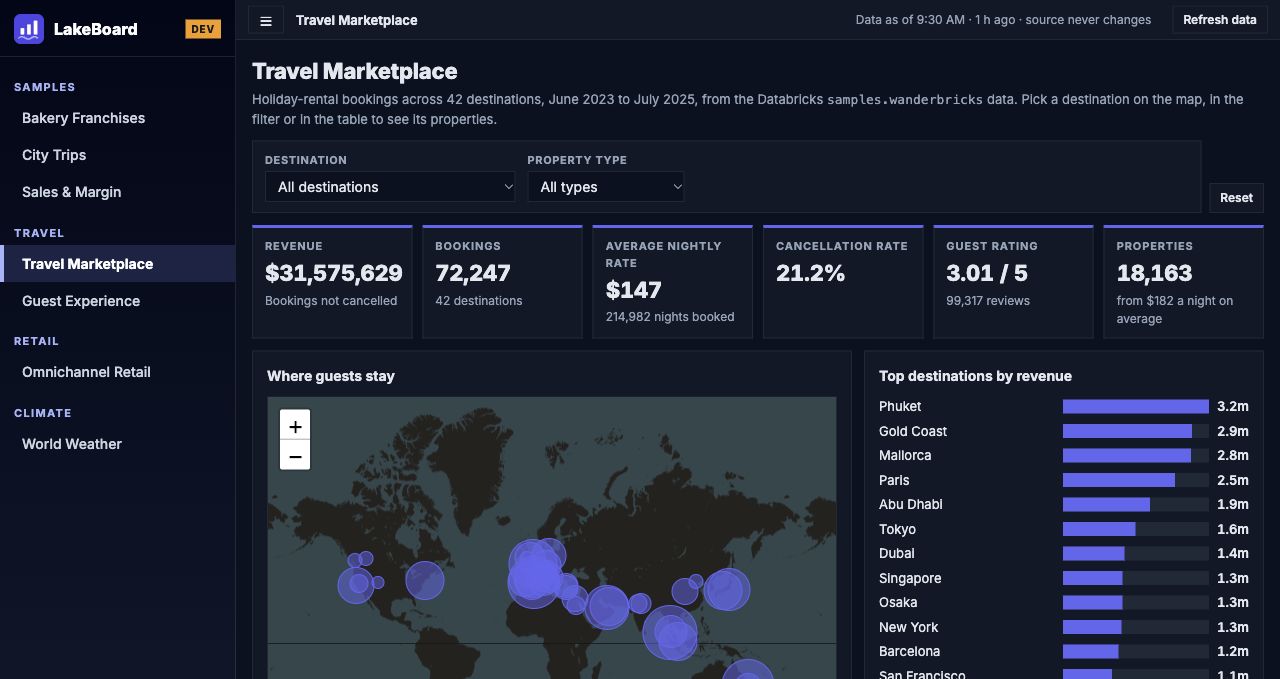 LakeBoard
DEV
Travel Marketplace
Data as of 9:30 AM · 1 h ago · source never changes
Refresh data
SAMPLES
Bakery Franchises
City Trips
Sales & Margin
TRAVEL
Travel Marketplace
Guest Experience
RETAIL
Omnichannel Retail
CLIMATE
World Weather
Travel Marketplace
Holiday-rental bookings across 42 destinations, June 2023 to July 2025, from the Databricks samples.wanderbricks data. Pick a destination on the map, in the
filter or in the table to see its properties.
DESTINATION
All destinations
PROPERTY TYPE
All types
Reset
REVENUE
$31,575,629
Bookings not cancelled
BOOKINGS
72,247
42 destinations
AVERAGE NIGHTLY
RATE
$147
214,982 nights booked
CANCELLATION RATE
21.2%
GUEST RATING
3.01 / 5
99,317 reviews
PROPERTIES
18,163
from $182 a night on
average
Where guests stay
+
−
Top destinations by revenue
Phuket 3.2m
Gold Coast 2.9m
Mallorca 2.8m
Paris 2.5m
Abu Dhabi 1.9m
Tokyo 1.6m
Dubai 1.4m
Singapore 1.3m
Osaka 1.3m
New York 1.3m
Barcelona 1.2m
San Francisco 1.1m